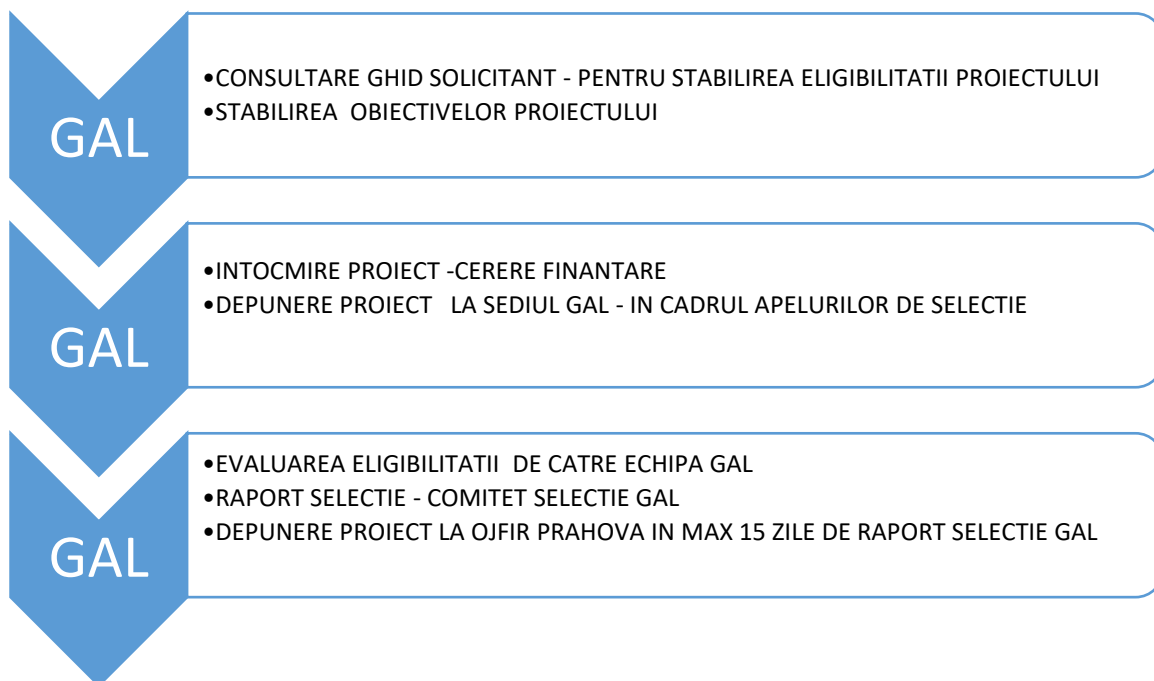 GAL
•CONSULTARE GHID SOLICITANT - PENTRU STABILIREA ELIGIBILITATII PROIECTULUI
•STABILIREA OBIECTIVELOR PROIECTULUI
GAL
•INTOCMIRE PROIECT -CERERE FINANTARE
•DEPUNERE PROIECT LA SEDIUL GAL - IN CADRUL APELURILOR DE SELECTIE
GAL
•EVALUAREA ELIGIBILITATII DE CATRE ECHIPA GAL
•RAPORT SELECTIE - COMITET SELECTIE GAL
•DEPUNERE PROIECT LA OJFIR PRAHOVA IN MAX 15 ZILE DE RAPORT SELECTIE GAL